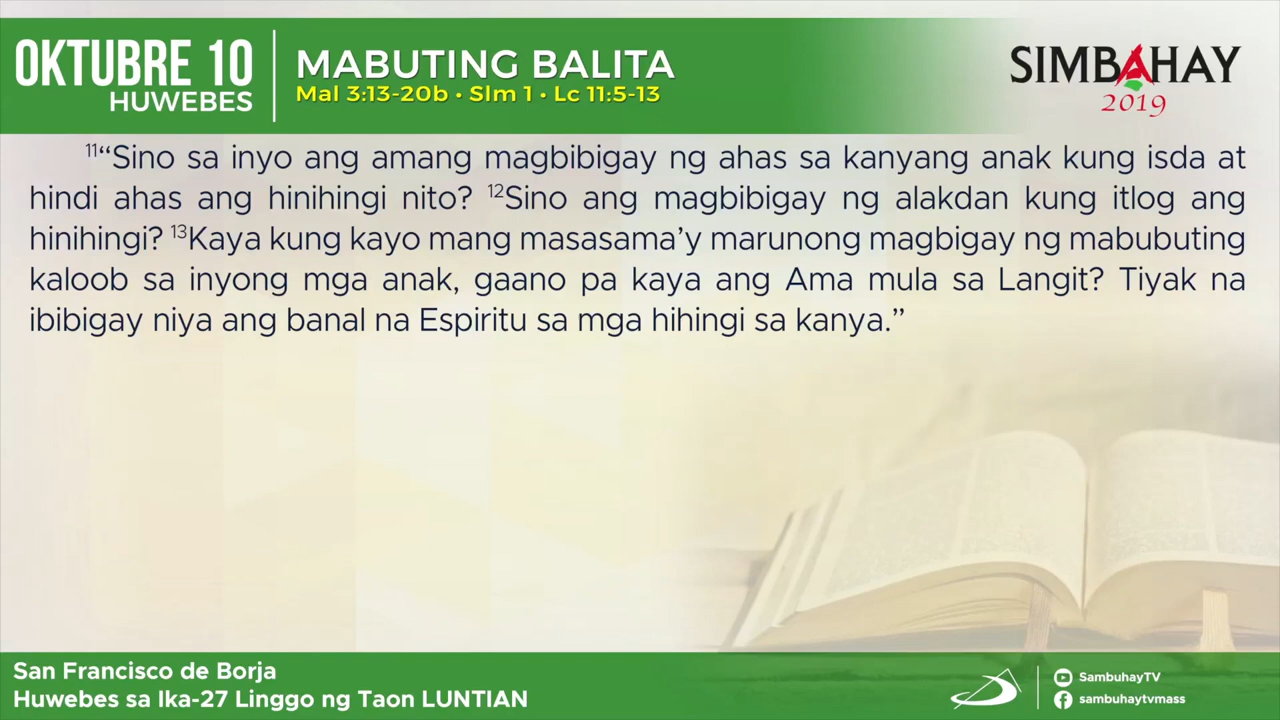 OKTUBRE 10
HUWEBES
MABUTING BALITA
Mal 3:13-20b • Slm 1 • Lc 11:5-13
SIMBAHAY
2019
11“Sino sa inyo ang amang magbibigay ng ahas sa kanyang anak kung isda at
hindi ahas ang hinihingi nito? 12Sino ang magbibigay ng alakdan kung itlog ang
hinihingi? 13Kaya kung kayo mang masasama’y marunong magbigay ng mabubuting
kaloob sa inyong mga anak, gaano pa kaya ang Ama mula sa Langit? Tiyak na
ibibigay niya ang banal na Espiritu sa mga hihingi sa kanya.”
San Francisco de Borja
Huwebes sa Ika-27 Linggo ng Taon LUNTIAN
SambuhayTV
sambuhaytvmass